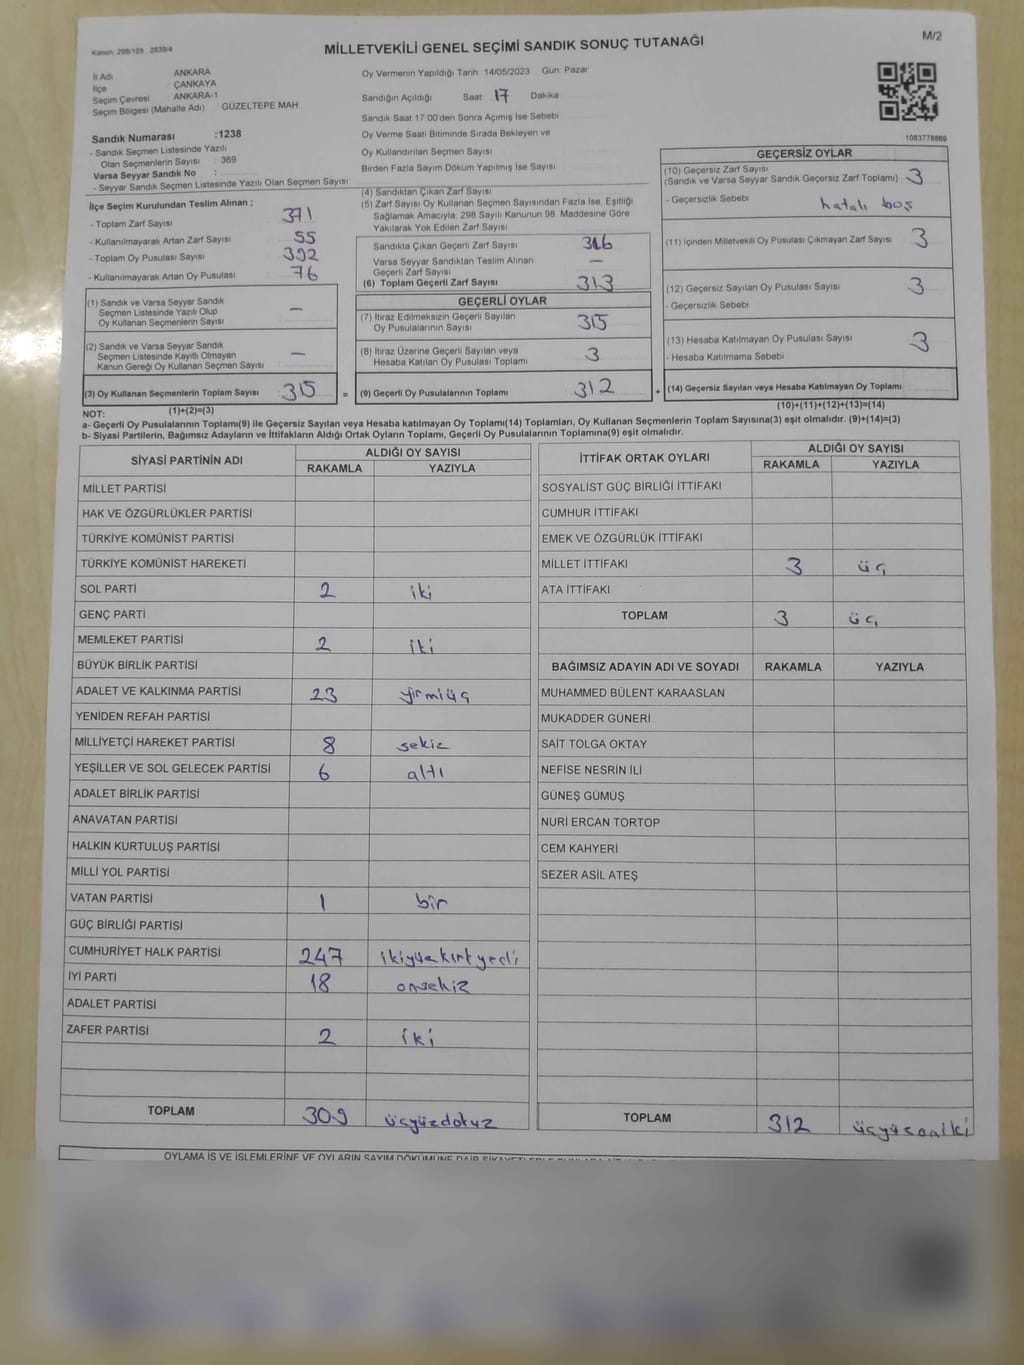 Kanun: 298/105 , 2839/4
MİLLETVEKİLİ GENEL SEÇİMİ SANDIK SONUÇ TUTANAĞI
M/2
İl Adı ANKARA
İlçe ÇANKAYA
Seçim Çevresi ANKARA-1
Seçim Bölgesi (Mahalle Adı) GÜZELTEPE MAH
Oy Vermenin Yapıldığı Tarih 14/05/2023 Gün: Pazar
Sandığın Açıldığı Saat 17 Dakika
Sandık Saat 17.00'den Sonra Açımış İse Sebebi
Oy Verme Saati Bitiminde Sırada Bekleyen ve
Oy Kullandırılan Seçmen Sayısı
Birden Fazla Sayım Döküm Yapılmış İse Sayısı
1083778869
Sandık Numarası :1238
- Sandık Seçmen Listesinde Yazılı
Olan Seçmenlerin Sayısı : 369
Varsa Seyyar Sandık No :
- Seyyar Sandık Seçmen Listesinde Yazılı Olan Seçmen Sayısı
İlçe Seçim Kurulundan Teslim Alınan ;
- Toplam Zarf Sayısı 371
- Kullanılmayarak Artan Zarf Sayısı 55
- Toplam Oy Pusulası Sayısı 392
- Kullanılmayarak Artan Oy Pusulası 76
(1) Sandık ve Varsa Seyyar Sandık
Seçmen Listesinde Yazılı Olup
Oy Kullanan Seçmenlerin Sayısı –
(2) Sandık ve Varsa Seyyar Sandık
Seçmen Listesinde Kayıtlı Olmayan
Kanun Gereği Oy Kullanan Seçmen Sayısı –
(3) Oy Kullanan Seçmenlerin Toplam Sayısı 315 =
(4) Sandıktan Çıkan Zarf Sayısı
(5) Zarf Sayısı Oy Kullanan Seçmen Sayısından Fazla İse, Eşitliği
Sağlamak Amacıyla; 298 Sayılı Kanunun 98. Maddesine Göre
Yakılarak Yok Edilen Zarf Sayısı
Sandıkta Çıkan Geçerli Zarf Sayısı 316
Varsa Seyyar Sandıktan Teslim Alınan
Geçerli Zarf Sayısı –
(6) Toplam Geçerli Zarf Sayısı 313
GEÇERLİ OYLAR
(7) İtiraz Edilmeksizin Geçerli Sayılan
Oy Pusulalarının Sayısı 315
(8) İtiraz Üzerine Geçerli Sayılan veya
Hesaba Katılan Oy Pusulası Toplamı 3
(9) Geçerli Oy Pusulalarının Toplamı 312 +
GEÇERSİZ OYLAR
(10) Geçersiz Zarf Sayısı
(Sandık ve Varsa Seyyar Sandık Geçersiz Zarf Toplamı) 3
- Geçersizlik Sebebi hatalı boş
(11) İçinden Milletvekili Oy Pusulası Çıkmayan Zarf Sayısı 3
(12) Geçersiz Sayılan Oy Pusulası Sayısı 3
- Geçersizlik Sebebi
(13) Hesaba Katılmayan Oy Pusulası Sayısı 3
- Hesaba Katılmama Sebebi
(14) Geçersiz Sayılan veya Hesaba Katılmayan Oy Toplamı
NOT: (1)+(2)=(3)
(10)+(11)+(12)+(13)=(14)
a- Geçerli Oy Pusulalarının Toplamı(9) ile Geçersiz Sayılan veya Hesaba katılmayan Oy Toplamı(14) Toplamları, Oy Kullanan Seçmenlerin Toplam Sayısına(3) eşit olmalıdır. (9)+(14)=(3)
b- Siyasi Partilerin, Bağımsız Adayların ve İttifakların Aldığı Ortak Oyların Toplamı, Geçerli Oy Pusulalarının Toplamına(9) eşit olmalıdır.
SİYASİ PARTİNİN ADI
ALDIĞI OY SAYISI
RAKAMLA YAZIYLA
MİLLET PARTİSİ
HAK VE ÖZGÜRLÜKLER PARTİSİ
TÜRKİYE KOMÜNİST PARTİSİ
TÜRKİYE KOMÜNİST HAREKETİ
SOL PARTİ 2 iki
GENÇ PARTİ
MEMLEKET PARTİSİ 2 iki
BÜYÜK BİRLİK PARTİSİ
ADALET VE KALKINMA PARTİSİ 23 yirmiüç
YENİDEN REFAH PARTİSİ
MİLLİYETÇİ HAREKET PARTİSİ 8 sekiz
YEŞİLLER VE SOL GELECEK PARTİSİ 6 altı
ADALET BİRLİK PARTİSİ
ANAVATAN PARTİSİ
HALKIN KURTULUŞ PARTİSİ
MİLLİ YOL PARTİSİ
VATAN PARTİSİ 1 bir
GÜÇ BİRLİĞİ PARTİSİ
CUMHURİYET HALK PARTİSİ 247 ikiyüzkırkyedi
İYİ PARTİ 18 onsekiz
ADALET PARTİSİ
ZAFER PARTİSİ 2 iki
TOPLAM 309 üçyüzdokuz
İTTİFAK ORTAK OYLARI
ALDIĞI OY SAYISI
RAKAMLA YAZIYLA
SOSYALİST GÜÇ BİRLİĞİ İTTİFAKI
CUMHUR İTTİFAKI
EMEK VE ÖZGÜRLÜK İTTİFAKI
MİLLET İTTİFAKI 3 üç
ATA İTTİFAKI
TOPLAM 3 üç
BAĞIMSIZ ADAYIN ADI VE SOYADI RAKAMLA YAZIYLA
MUHAMMED BÜLENT KARAASLAN
MUKADDER GÜNERİ
SAİT TOLGA OKTAY
NEFİSE NESRİN İLİ
GÜNEŞ GÜMÜŞ
NURİ ERCAN TORTOP
CEM KAHYERİ
SEZER ASİL ATEŞ
TOPLAM 312 üçyüzoniki
OYLAMA İŞ VE İŞLEMLERİNE VE OYLARIN SAYIM DÖKÜMÜNE DAİR